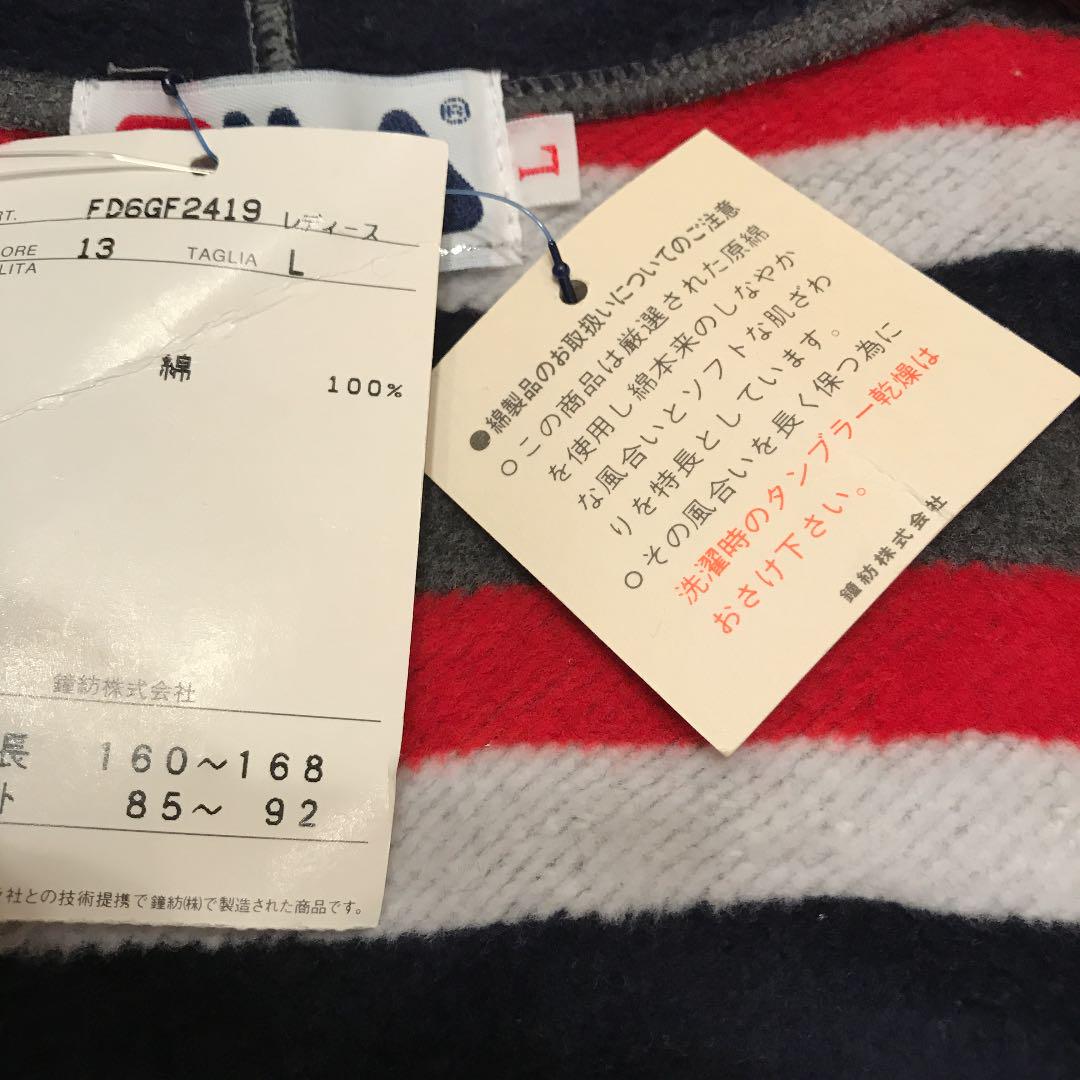 RT. FD6GF2419 レディース
ORE 13 TAGLIA L
LITA
綿 100%
鐘紡株式会社
長 160～168
ト 85～ 92
社との技術提携で鐘紡㈱で製造された商品です。
®
L
●綿製品のお取扱いについてのご注意
○この商品は厳選された原綿
を使用し綿本来のしなやか
な風合いとソフトな肌ざわ
りを特長としています。
○その風合いを長く保つ為に
洗濯時のタンブラー乾燥は
おさけ下さい。
鐘紡株式会社